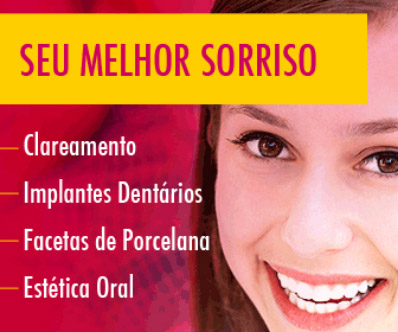 SEU MELHOR SORRISO
Clareamento
Implantes Dentários
Facetas de Porcelana
Estética Oral